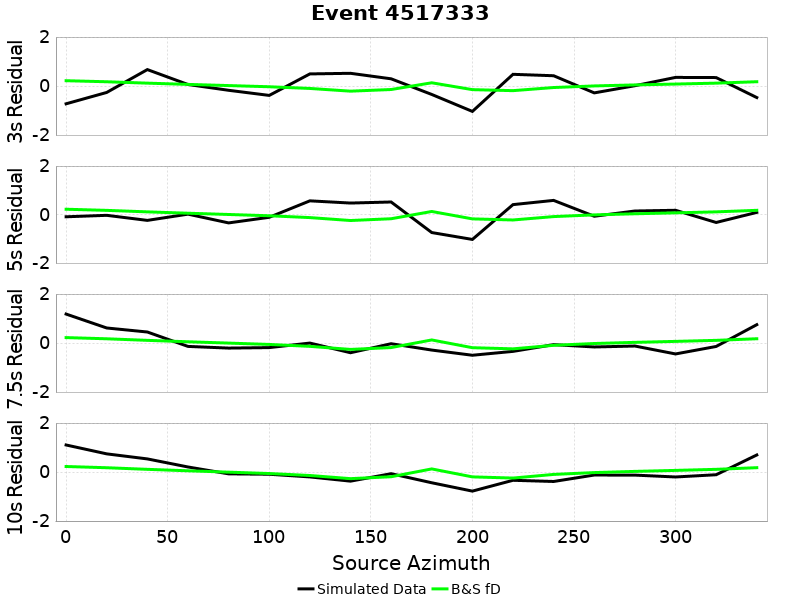 Event 4517333
3s Residual
2
0
-2
5s Residual
2
0
-2
7.5s Residual
2
0
-2
10s Residual
2
0
-2
0 50 100 150 200 250 300
Source Azimuth
Simulated Data B&S fD